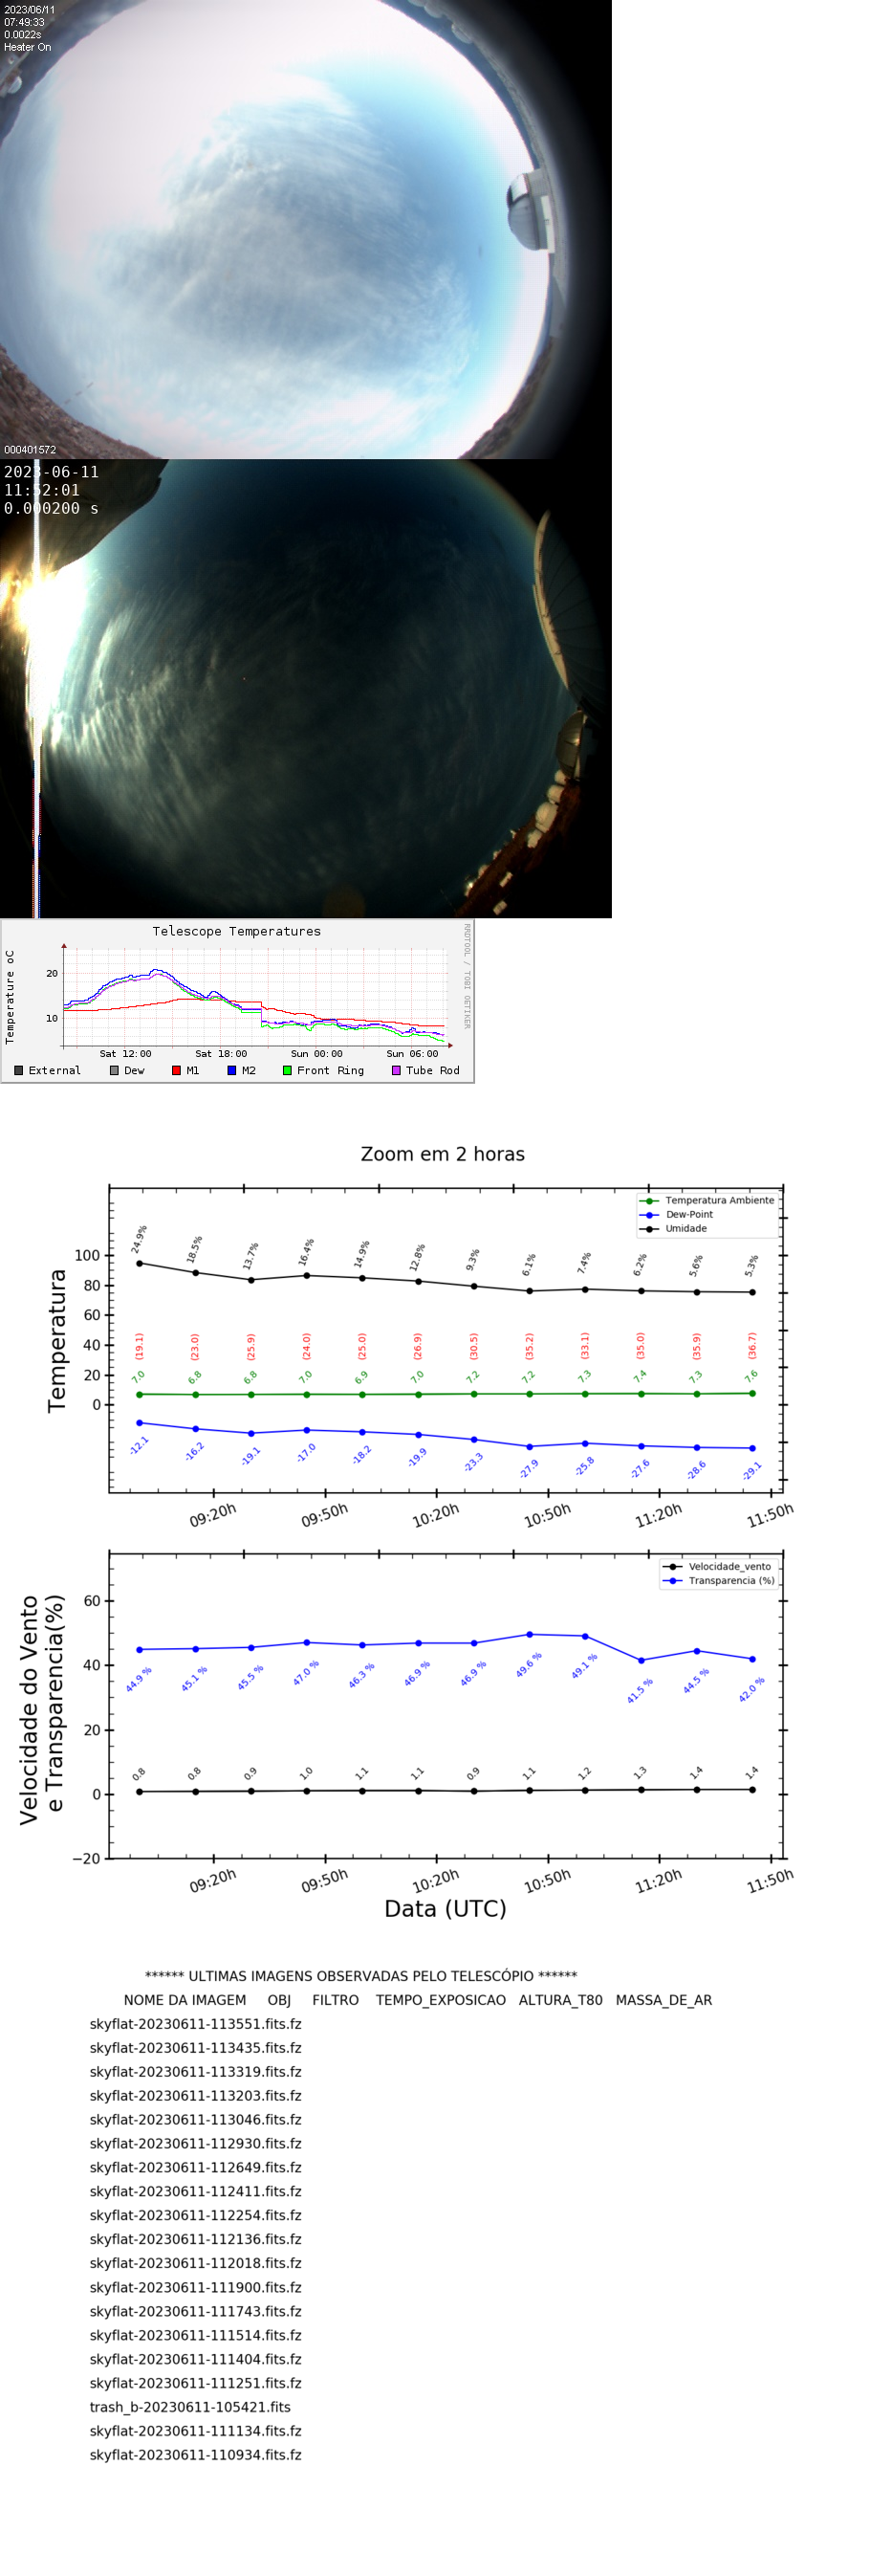 2023/06/11
07:49:33
0.0022s
Heater On
000401572
2023-06-11
11:52:01
0.000200 s
Telescope Temperatures
RRDTOOL / TOBI OETIKER
Temperature oC
20
10
Sat 12:00 Sat 18:00 Sun 00:00 Sun 06:00
External Dew M1 M2 Front Ring Tube Rod
Zoom em 2 horas
Temperatura Ambiente
Dew-Point
Umidade
Temperatura
100
80
60
40
20
0
24.9% 18.5% 13.7% 16.4% 14.9% 12.8% 9.3% 6.1% 7.4% 6.2% 5.6% 5.3%
(19.1) (23.0) (25.9) (24.0) (25.0) (26.9) (30.5) (35.2) (33.1) (35.0) (35.9) (36.7)
7.0 6.8 6.8 7.0 6.9 7.0 7.2 7.2 7.3 7.4 7.3 7.6
-12.1 -16.2 -19.1 -17.0 -18.2 -19.9 -23.3 -27.9 -25.8 -27.6 -28.6 -29.1
09:20h 09:50h 10:20h 10:50h 11:20h 11:50h
Velocidade_vento
Transparencia (%)
Velocidade do Vento
e Transparencia(%)
60
40
20
0
−20
44.9 % 45.1 % 45.5 % 47.0 % 46.3 % 46.9 % 46.9 % 49.6 % 49.1 % 41.5 % 44.5 % 42.0 %
0.8 0.8 0.9 1.0 1.1 1.1 0.9 1.1 1.2 1.3 1.4 1.4
09:20h 09:50h 10:20h 10:50h 11:20h 11:50h
Data (UTC)
****** ULTIMAS IMAGENS OBSERVADAS PELO TELESCÓPIO ******
NOME DA IMAGEM OBJ FILTRO TEMPO_EXPOSICAO ALTURA_T80 MASSA_DE_AR
skyflat-20230611-113551.fits.fz
skyflat-20230611-113435.fits.fz
skyflat-20230611-113319.fits.fz
skyflat-20230611-113203.fits.fz
skyflat-20230611-113046.fits.fz
skyflat-20230611-112930.fits.fz
skyflat-20230611-112649.fits.fz
skyflat-20230611-112411.fits.fz
skyflat-20230611-112254.fits.fz
skyflat-20230611-112136.fits.fz
skyflat-20230611-112018.fits.fz
skyflat-20230611-111900.fits.fz
skyflat-20230611-111743.fits.fz
skyflat-20230611-111514.fits.fz
skyflat-20230611-111404.fits.fz
skyflat-20230611-111251.fits.fz
trash_b-20230611-105421.fits
skyflat-20230611-111134.fits.fz
skyflat-20230611-110934.fits.fz